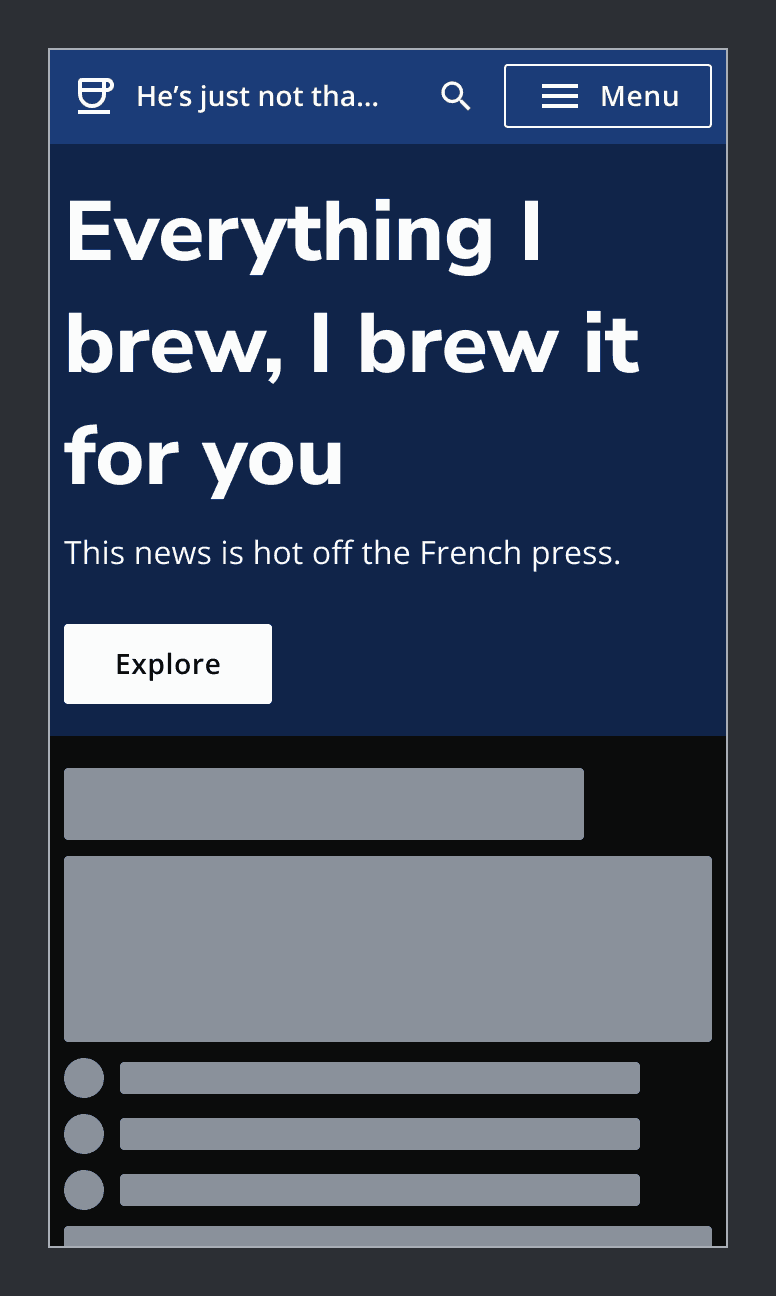 He’s just not tha...
Menu
Everything I
brew, I brew it
for you
This news is hot off the French press.
Explore